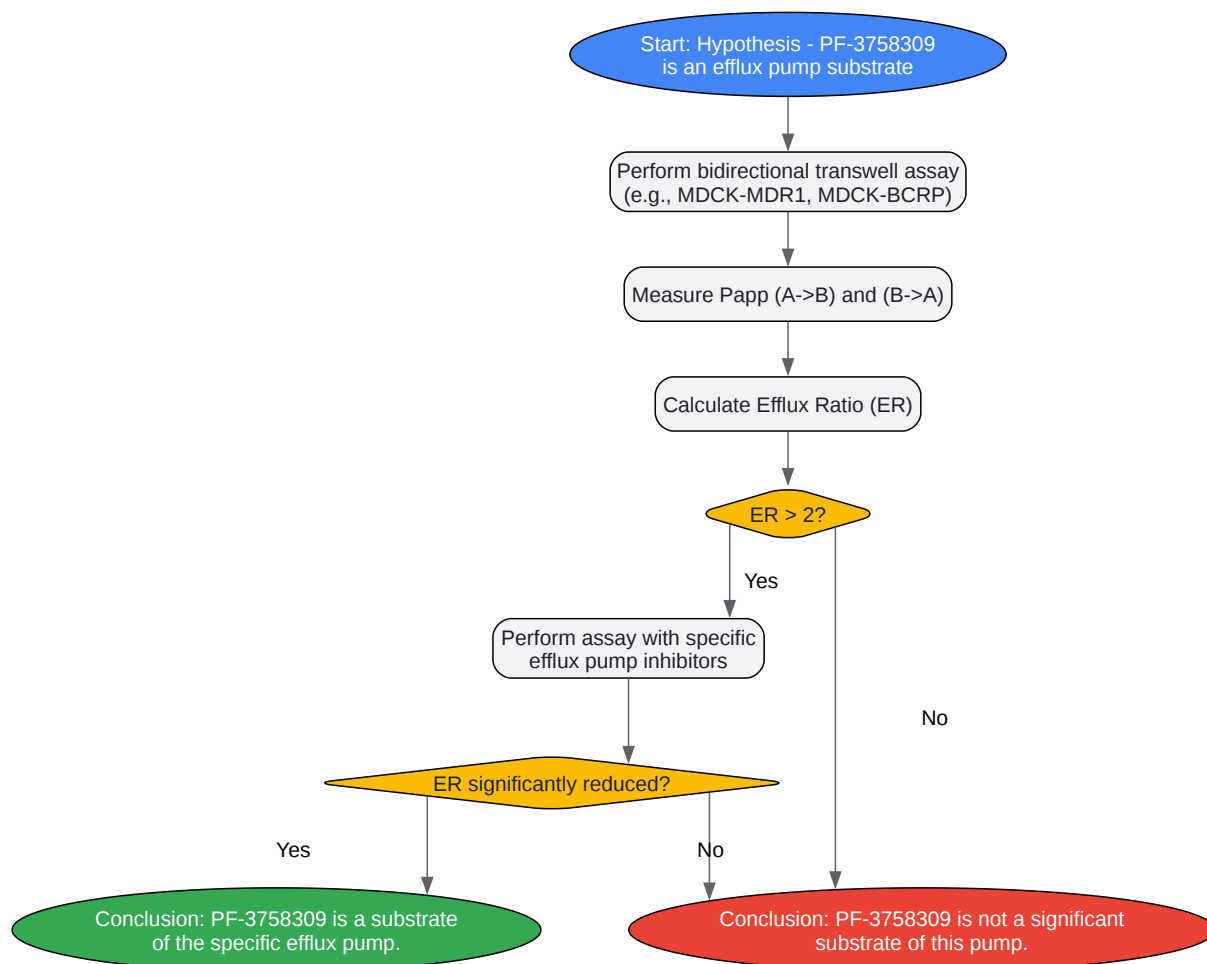 Start: Hypothesis - PF-3758309
is an efflux pump substrate
Perform bidirectional transwell assay
(e.g., MDCK-MDR1, MDCK-BCRP)
Measure Papp (A->B) and (B->A)
Calculate Efflux Ratio (ER)
ER > 2?
Yes
Perform assay with specific
efflux pump inhibitors
No
ER significantly reduced?
Yes
No
Conclusion: PF-3758309 is a substrate
of the specific efflux pump.
Conclusion: PF-3758309 is not a significant
substrate of this pump.